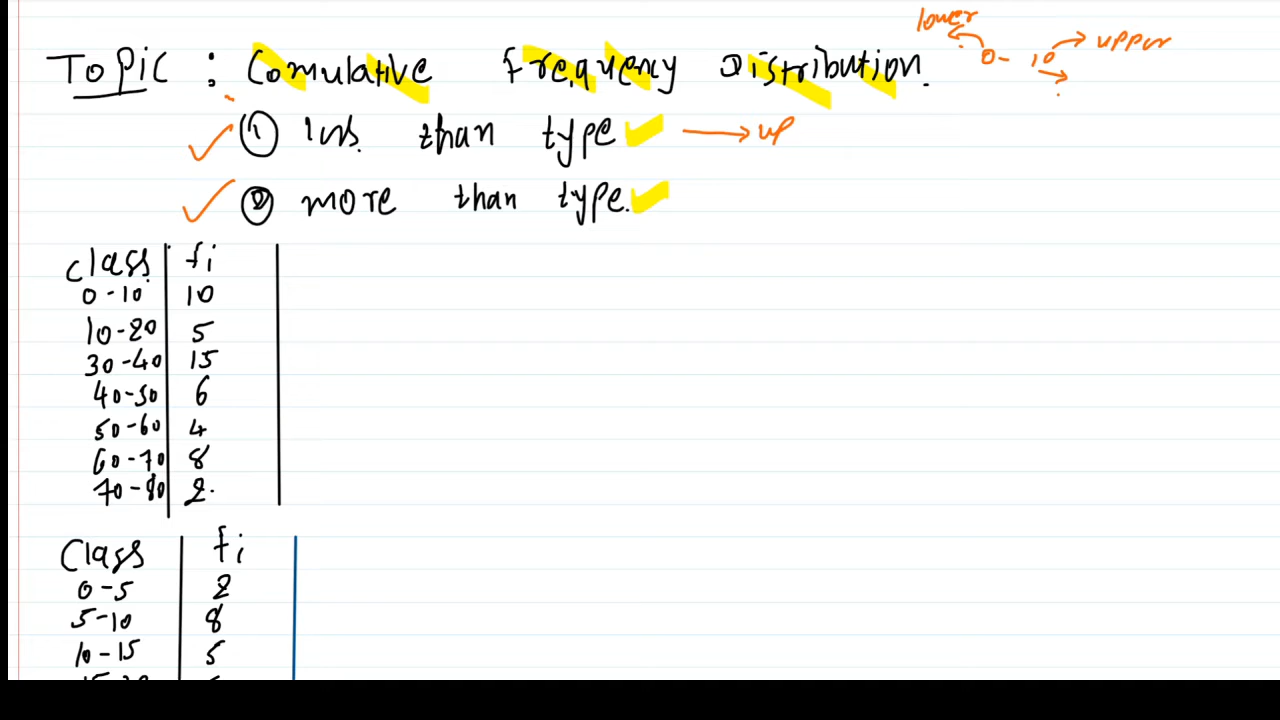 Topic : Comulative frequency Distribution.
lower
0 - 10
upper
① less than type → up
② more than type.
class fi
0 - 10 10
10 - 20 5
30 - 40 15
40 - 50 6
50 - 60 4
60 - 70 8
70 - 80 2
Class fi
0 - 5 2
5 - 10 8
10 - 15 5